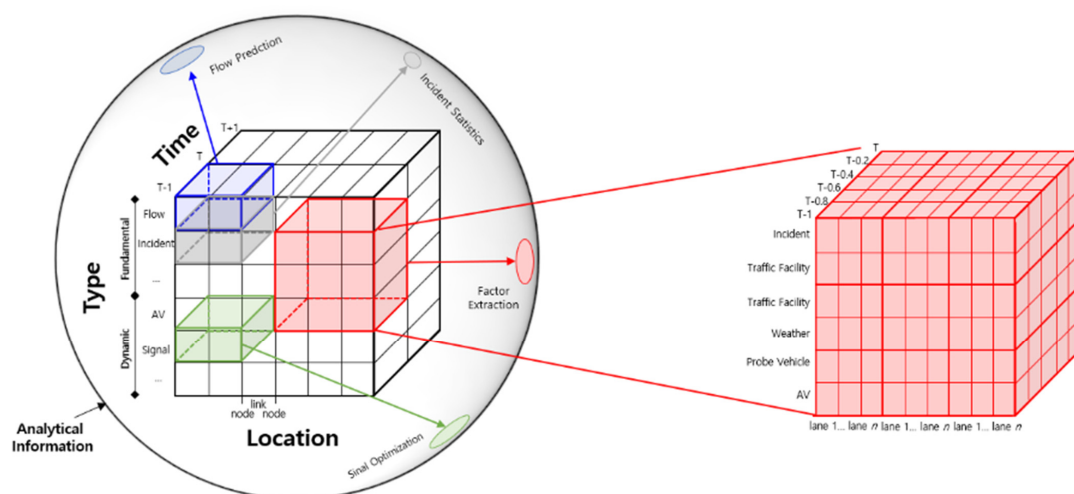 Flow Predction
Incident Statistics
Time
T+1
T
T-1
Type
Fundamental
Dynamic
Flow
Incident
...
AV
Signal
...
link
node
node
Location
Factor
Extraction
Sinal Optimization
Analytical
Information
T
T-0.2
T-0.4
T-0.6
T-0.8
T-1
Incident
Traffic Facility
Traffic Facility
Weather
Probe Vehicle
AV
lane 1... lane n lane 1... lane n lane 1... lane n